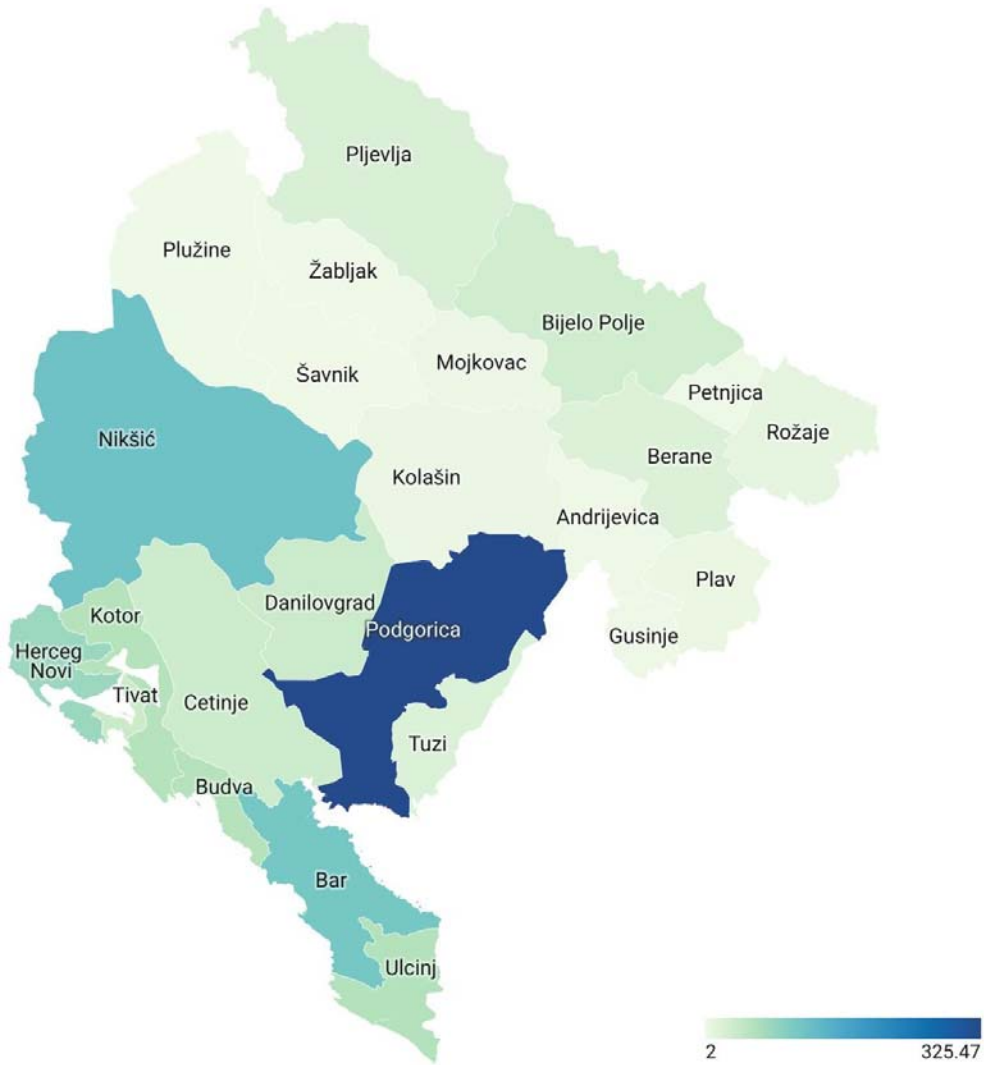 Pljevlja
Plužine
Žabljak
Bijelo Polje
Mojkovac
Šavnik
Petnjica
Rožaje
Nikšić
Berane
Kolašin
Andrijevica
Plav
Danilovgrad
Kotor
Podgorica
Gusinje
Herceg
Novi
Tivat
Cetinje
Tuzi
Budva
Bar
Ulcinj
2
325.47